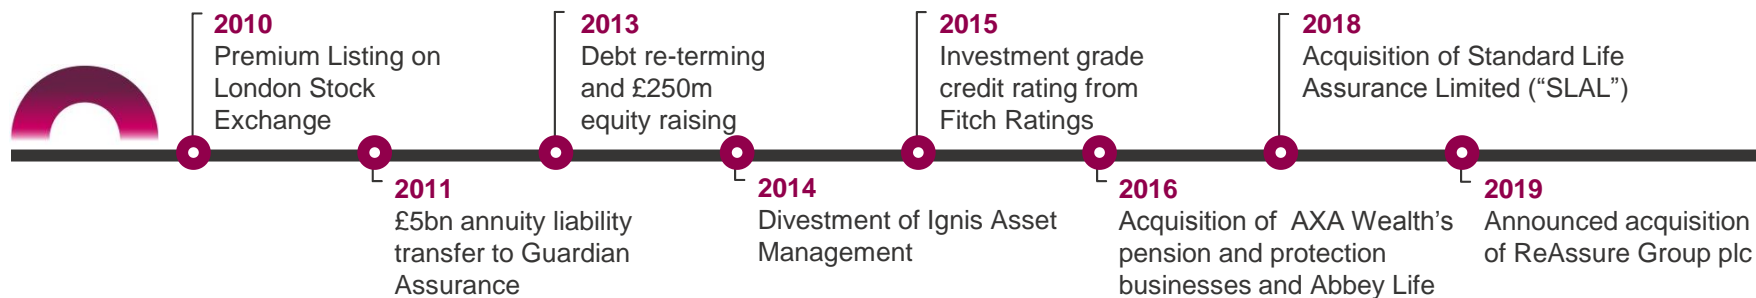 2010
Premium Listing on
London Stock
Exchange
2011
£5bn annuity liability
transfer to Guardian
Assurance
2013
Debt re-terming
and £250m
equity raising
2014
Divestment of Ignis Asset
Management
2015
Investment grade
credit rating from
Fitch Ratings
2016
Acquisition of AXA Wealth’s
pension and protection
businesses and Abbey Life
2018
Acquisition of Standard Life
Assurance Limited (“SLAL”)
2019
Announced acquisition
of ReAssure Group plc